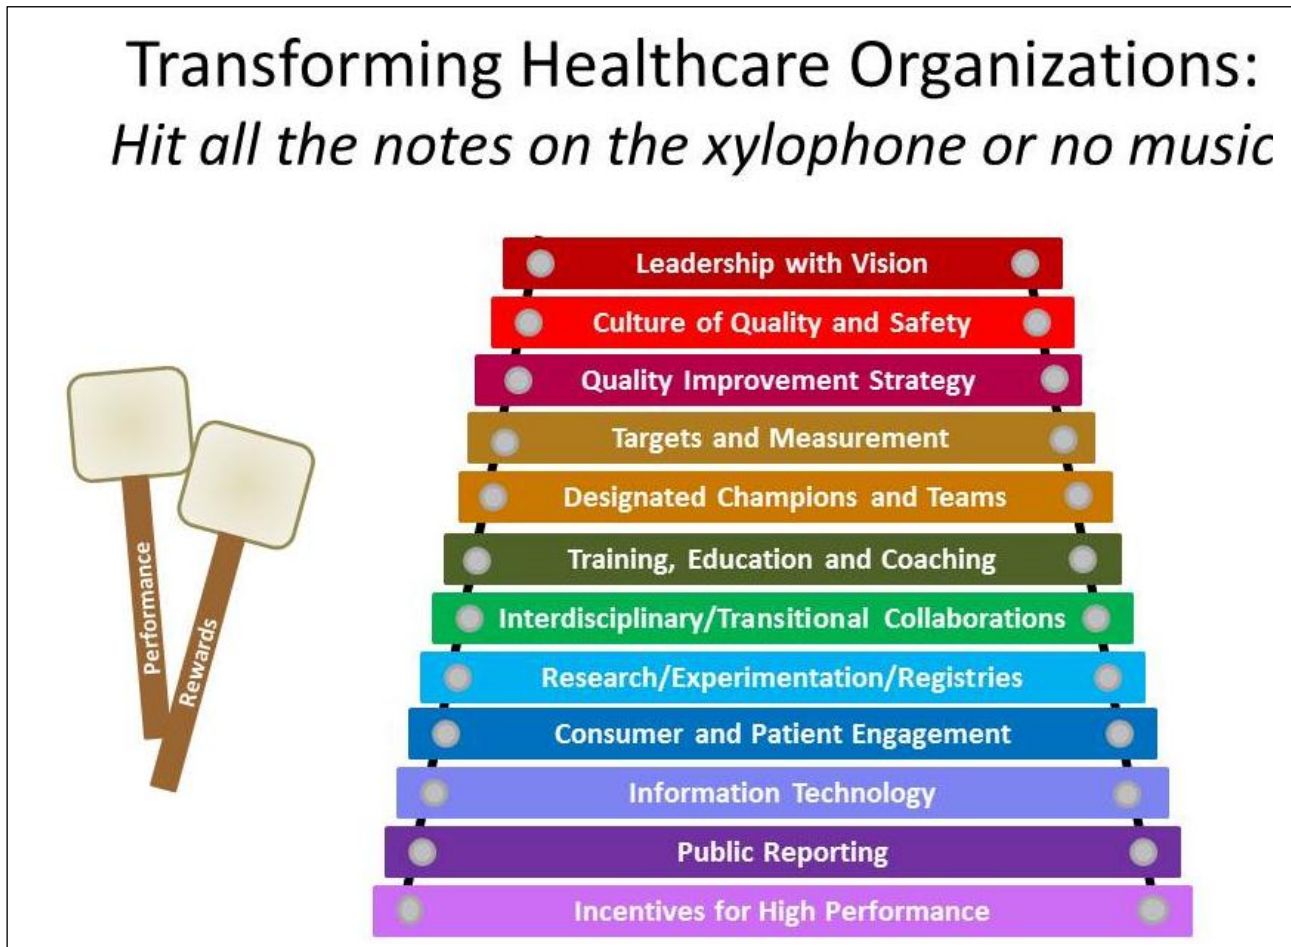 Transforming Healthcare Organizations:
Hit all the notes on the xylophone or no music
Leadership with Vision
Culture of Quality and Safety
Quality Improvement Strategy
Targets and Measurement
Designated Champions and Teams
Training, Education and Coaching
Interdisciplinary/Transitional Collaborations
Research/Experimentation/Registries
Consumer and Patient Engagement
Information Technology
Public Reporting
Incentives for High Performance
Performance
Rewards